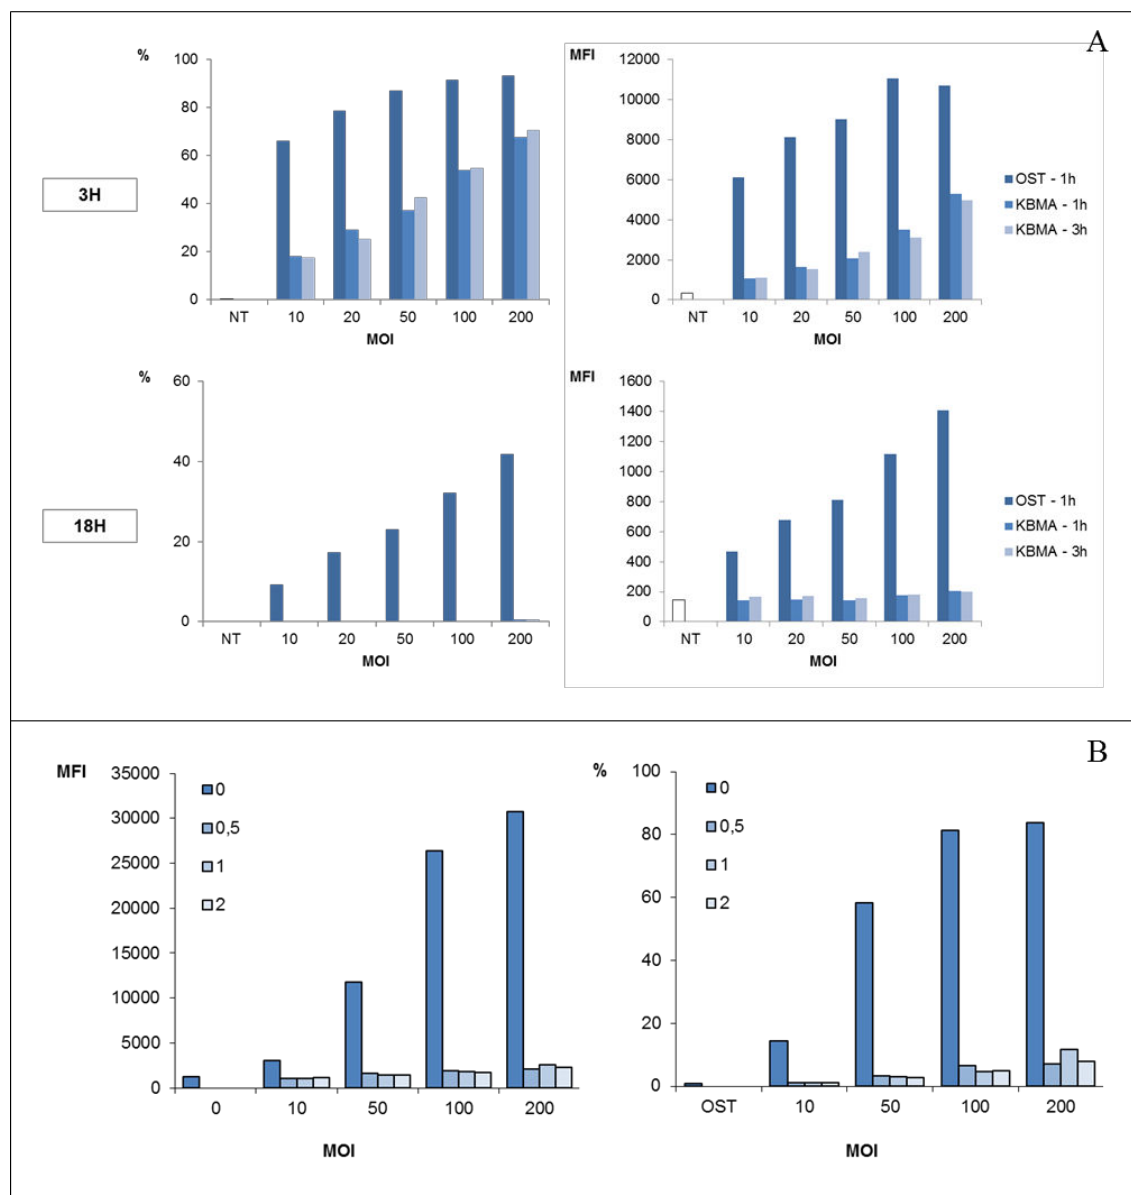 A
%
100
80
60
40
20
0
NT 10 20 50 100 200
MOI
MFI
12000
10000
8000
6000
4000
2000
0
NT 10 20 50 100 200
MOI
OST - 1h
KBMA - 1h
KBMA - 3h
3H
%
60
40
20
0
NT 10 20 50 100 200
MOI
MFI
1600
1400
1200
1000
800
600
400
200
0
NT 10 20 50 100 200
MOI
OST - 1h
KBMA - 1h
KBMA - 3h
18H
B
MFI
35000
30000
25000
20000
15000
10000
5000
0
0
0,5
1
2
0 10 50 100 200
MOI
%
100
80
60
40
20
0
0
0,5
1
2
OST 10 50 100 200
MOI